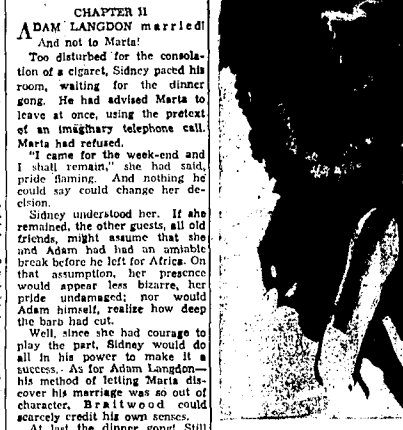 CHAPTER 11
ADAM LANGDON married!
And not to Marta!
Too disturbed for the consola-
tion of a cigaret, Sidney paced his
room, waiting for the dinner
gong. He had advised Marta to
leave at once, using the pretext
of an imaginary telephone call.
Marta had refused.
"I came for the week-end and
I shall remain," she had said,
pride flaming. And nothing he
could say could change her de-
cision.
Sidney understood her. If she
remained, the other guests, all old
friends, might assume that she
and Adam had had an amiable
break before he left for Africa. On
that assumption, her presence
would appear less bizarre, her
pride undamaged; nor would
Adam himself, realize how deep
the barb had cut.
Well, since she had courage to
play the part, Sidney would do
all in his power to make it a
success. As for Adam Langdon—
his method of letting Marta dis-
cover his marriage was so out of
character, Braitwood could
scarcely credit his own senses.
At last the dinner gong! Still